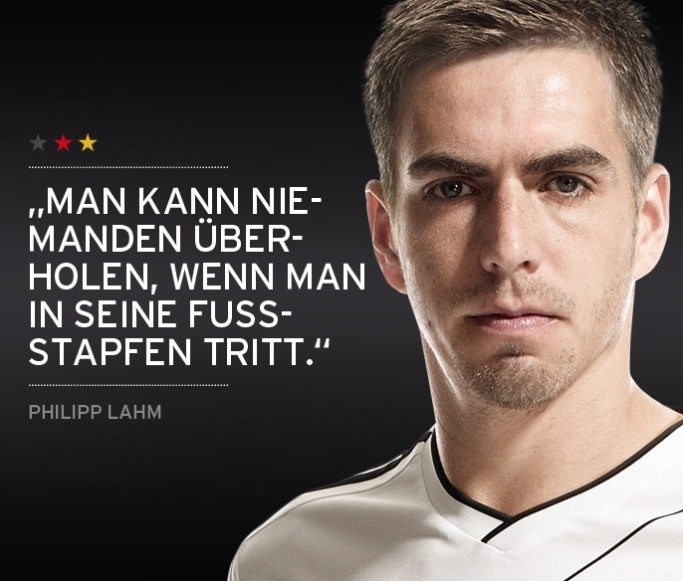 „MAN KANN NIE-
MANDEN ÜBER-
HOLEN, WENN MAN
IN SEINE FUSS-
STAPFEN TRITT.“
PHILIPP LAHM